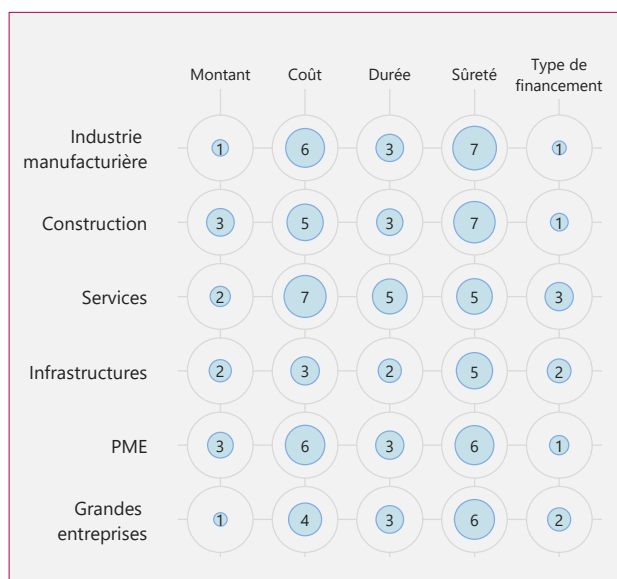 Montant Coût Durée Sûreté Type de
financement
Industrie
manufacturière
1 6 3 7 1
Construction 3 5 3 7 1
Services 2 7 5 5 3
Infrastructures 2 3 2 5 2
PME 3 6 3 6 1
Grandes
entreprises
1 4 3 6 2